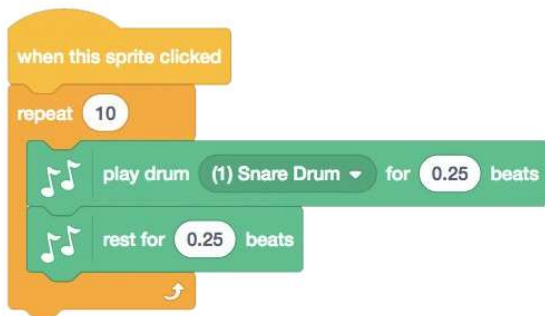 when this sprite clicked
repeat 10
play drum (1) Snare Drum for 0.25 beats
rest for 0.25 beats